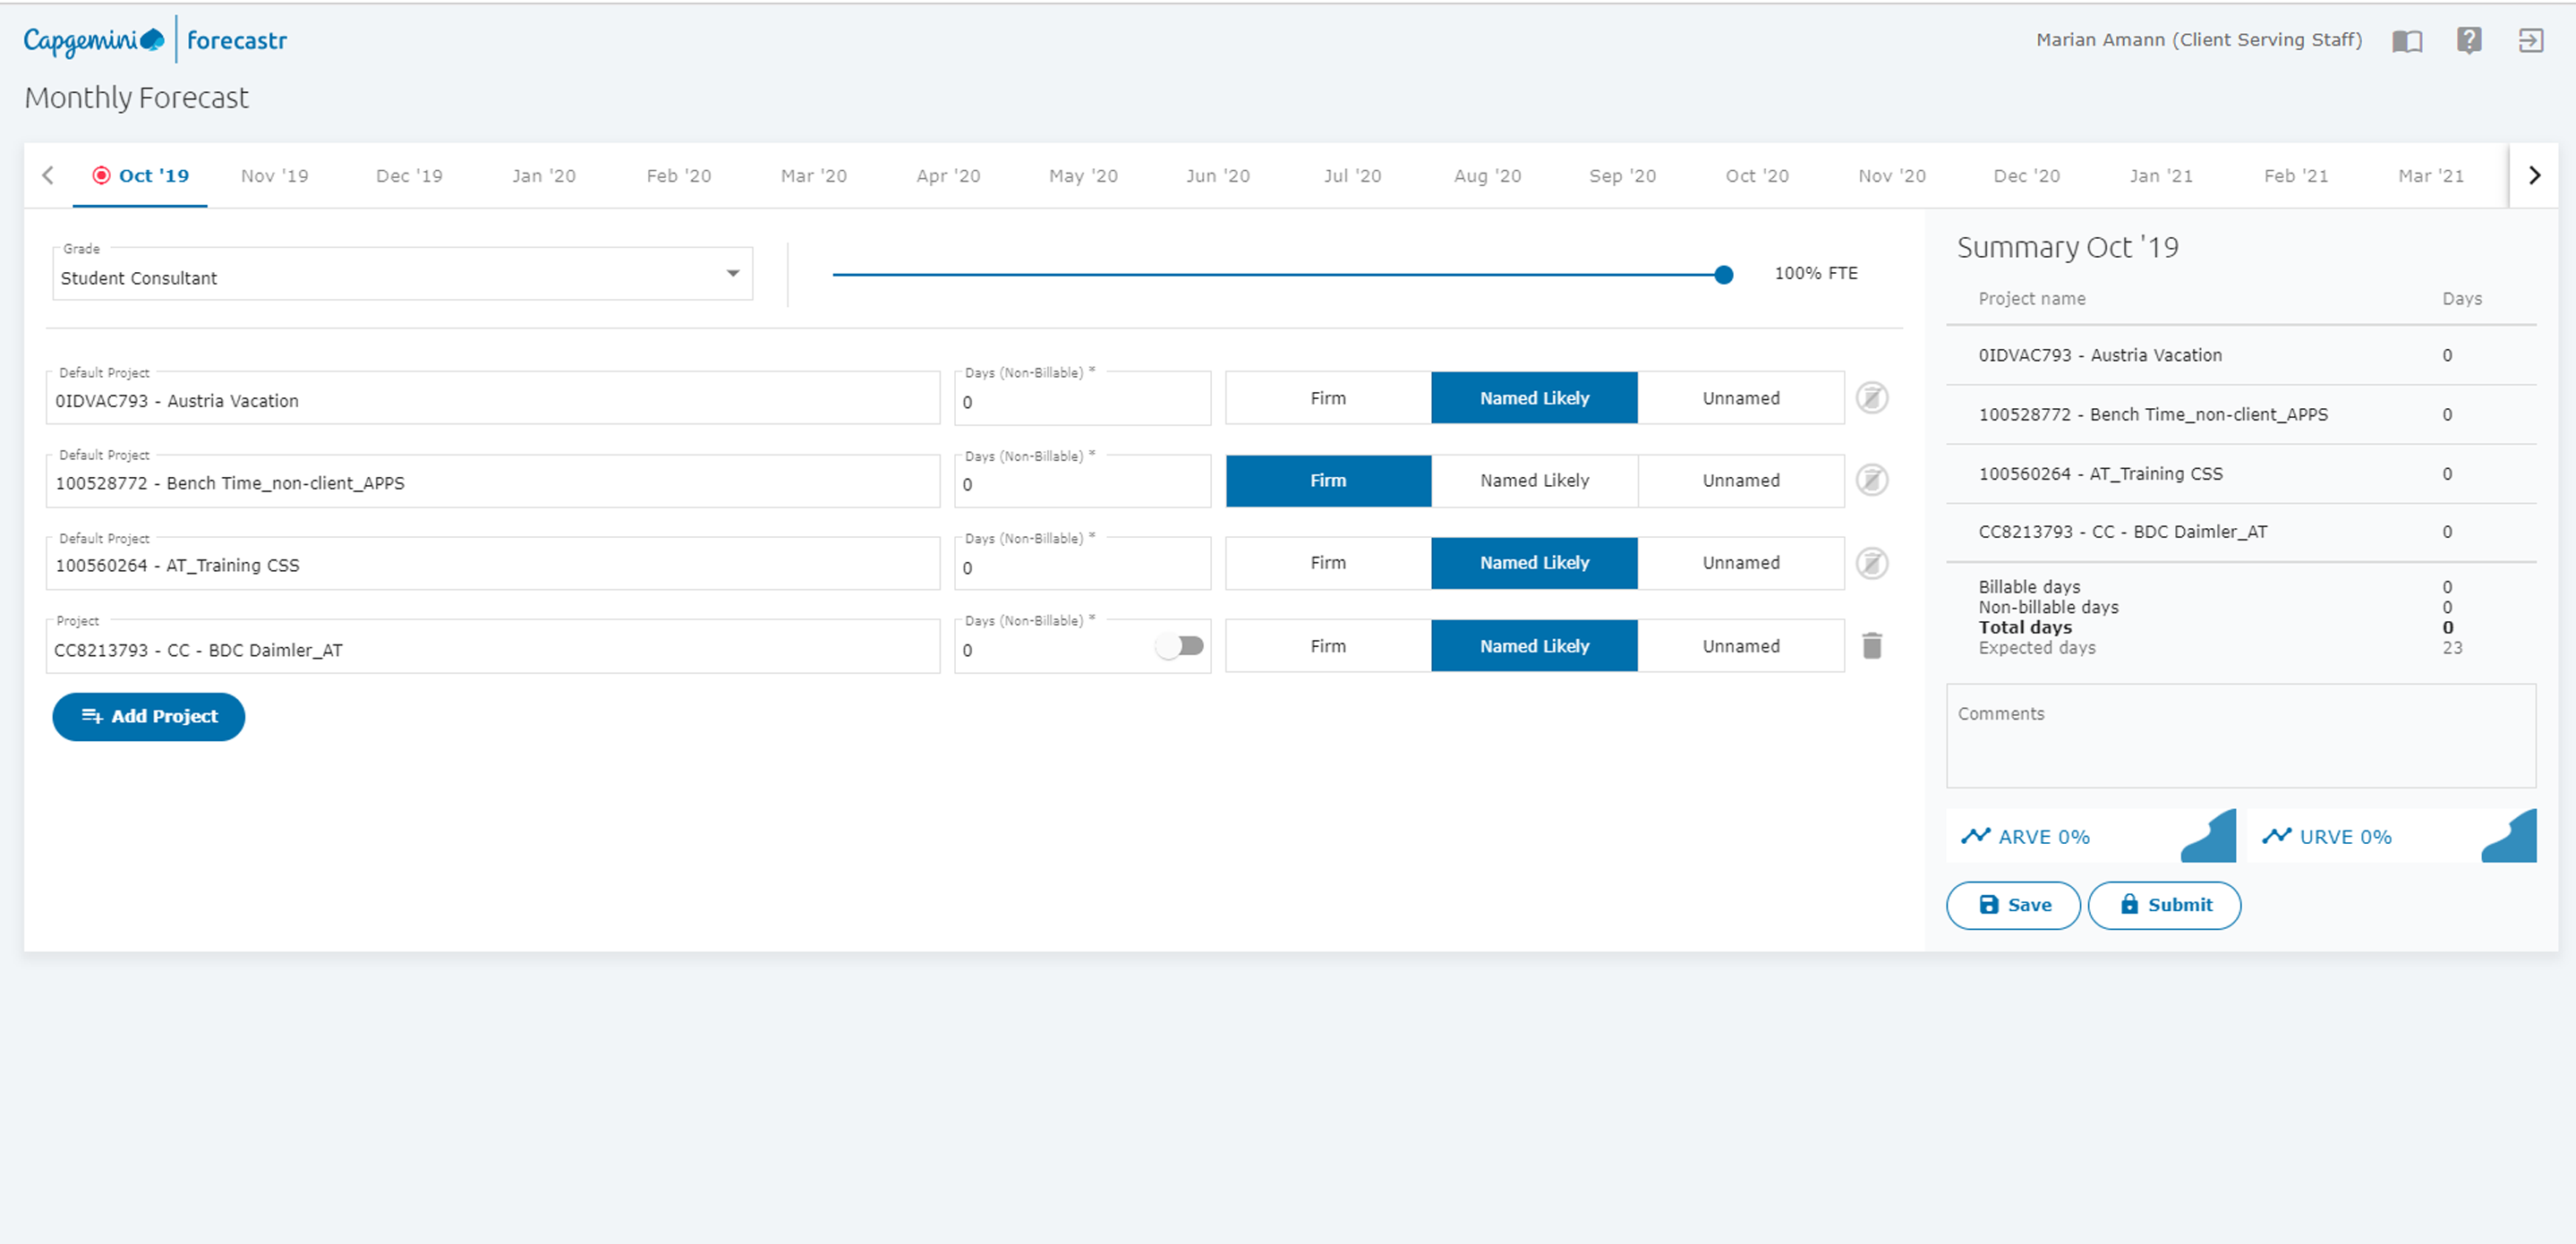 Capgemini forecastr
Marian Amann (Client Serving Staff)
Monthly Forecast
Oct '19 Nov '19 Dec '19 Jan '20 Feb '20 Mar '20 Apr '20 May '20 Jun '20 Jul '20 Aug '20 Sep '20 Oct '20 Nov '20 Dec '20 Jan '21 Feb '21 Mar '21
Grade
Student Consultant
100% FTE
Default Project Days (Non-Billable) *
0IDVAC793 - Austria Vacation 0 Firm Named Likely Unnamed
Default Project Days (Non-Billable) *
100528772 - Bench Time_non-client_APPS 0 Firm Named Likely Unnamed
Default Project Days (Non-Billable) *
100560264 - AT_Training CSS 0 Firm Named Likely Unnamed
Project Days (Non-Billable) *
CC8213793 - CC - BDC Daimler_AT 0 Firm Named Likely Unnamed
Add Project
Summary Oct '19
Project name Days
0IDVAC793 - Austria Vacation 0
100528772 - Bench Time_non-client_APPS 0
100560264 - AT_Training CSS 0
CC8213793 - CC - BDC Daimler_AT 0
Billable days 0
Non-billable days 0
Total days 0
Expected days 23
Comments
ARVE 0% URVE 0%
Save Submit